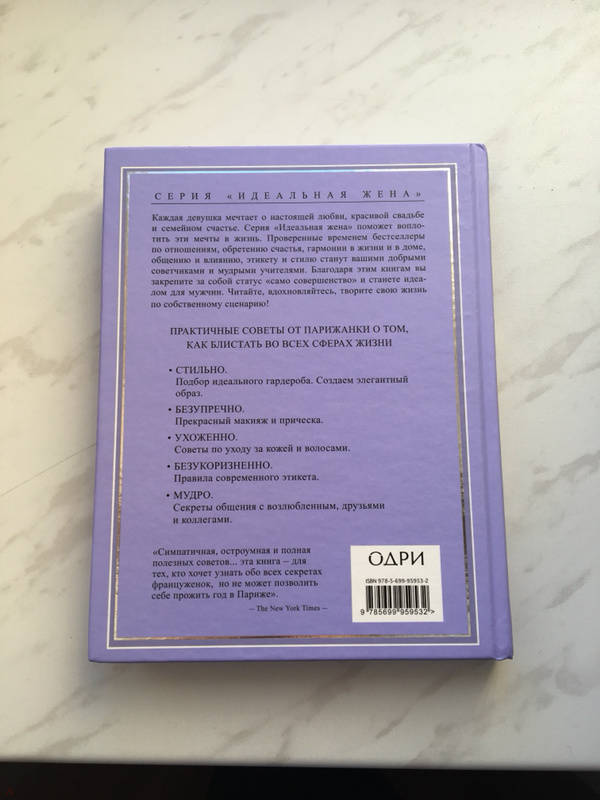 СЕРИЯ «ИДЕАЛЬНАЯ ЖЕНА»
Каждая девушка мечтает о настоящей любви, красивой свадьбе
и семейном счастье. Серия «Идеальная жена» поможет вопло-
тить эти мечты в жизнь. Проверенные временем бестселлеры
по отношениям, обретению счастья, гармонии в жизни и в доме,
общению и влиянию, этикету и стилю станут вашими добрыми
советчиками и мудрыми учителями. Благодаря этим книгам вы
закрепите за собой статус «само совершенство» и станете идеа-
лом для мужчин. Читайте, вдохновляйтесь, творите свою жизнь
по собственному сценарию!
ПРАКТИЧНЫЕ СОВЕТЫ ОТ ПАРИЖАНКИ О ТОМ,
КАК БЛИСТАТЬ ВО ВСЕХ СФЕРАХ ЖИЗНИ
• СТИЛЬНО.
Подбор идеального гардероба. Создаем элегантный
образ.
• БЕЗУПРЕЧНО.
Прекрасный макияж и прическа.
• УХОЖЕННО.
Советы по уходу за кожей и волосами.
• БЕЗУКОРИЗНЕННО.
Правила современного этикета.
• МУДРО.
Секреты общения с возлюбленным, друзьями
и коллегами.
«Симпатичная, остроумная и полная
полезных советов... эта книга – для
тех, кто хочет узнать обо всех секретах
француженок, но не может позволить
себе прожить год в Париже».
— The New York Times —
ОДРИ
ISBN 978-5-699-95953-2
9 785699 959532 >